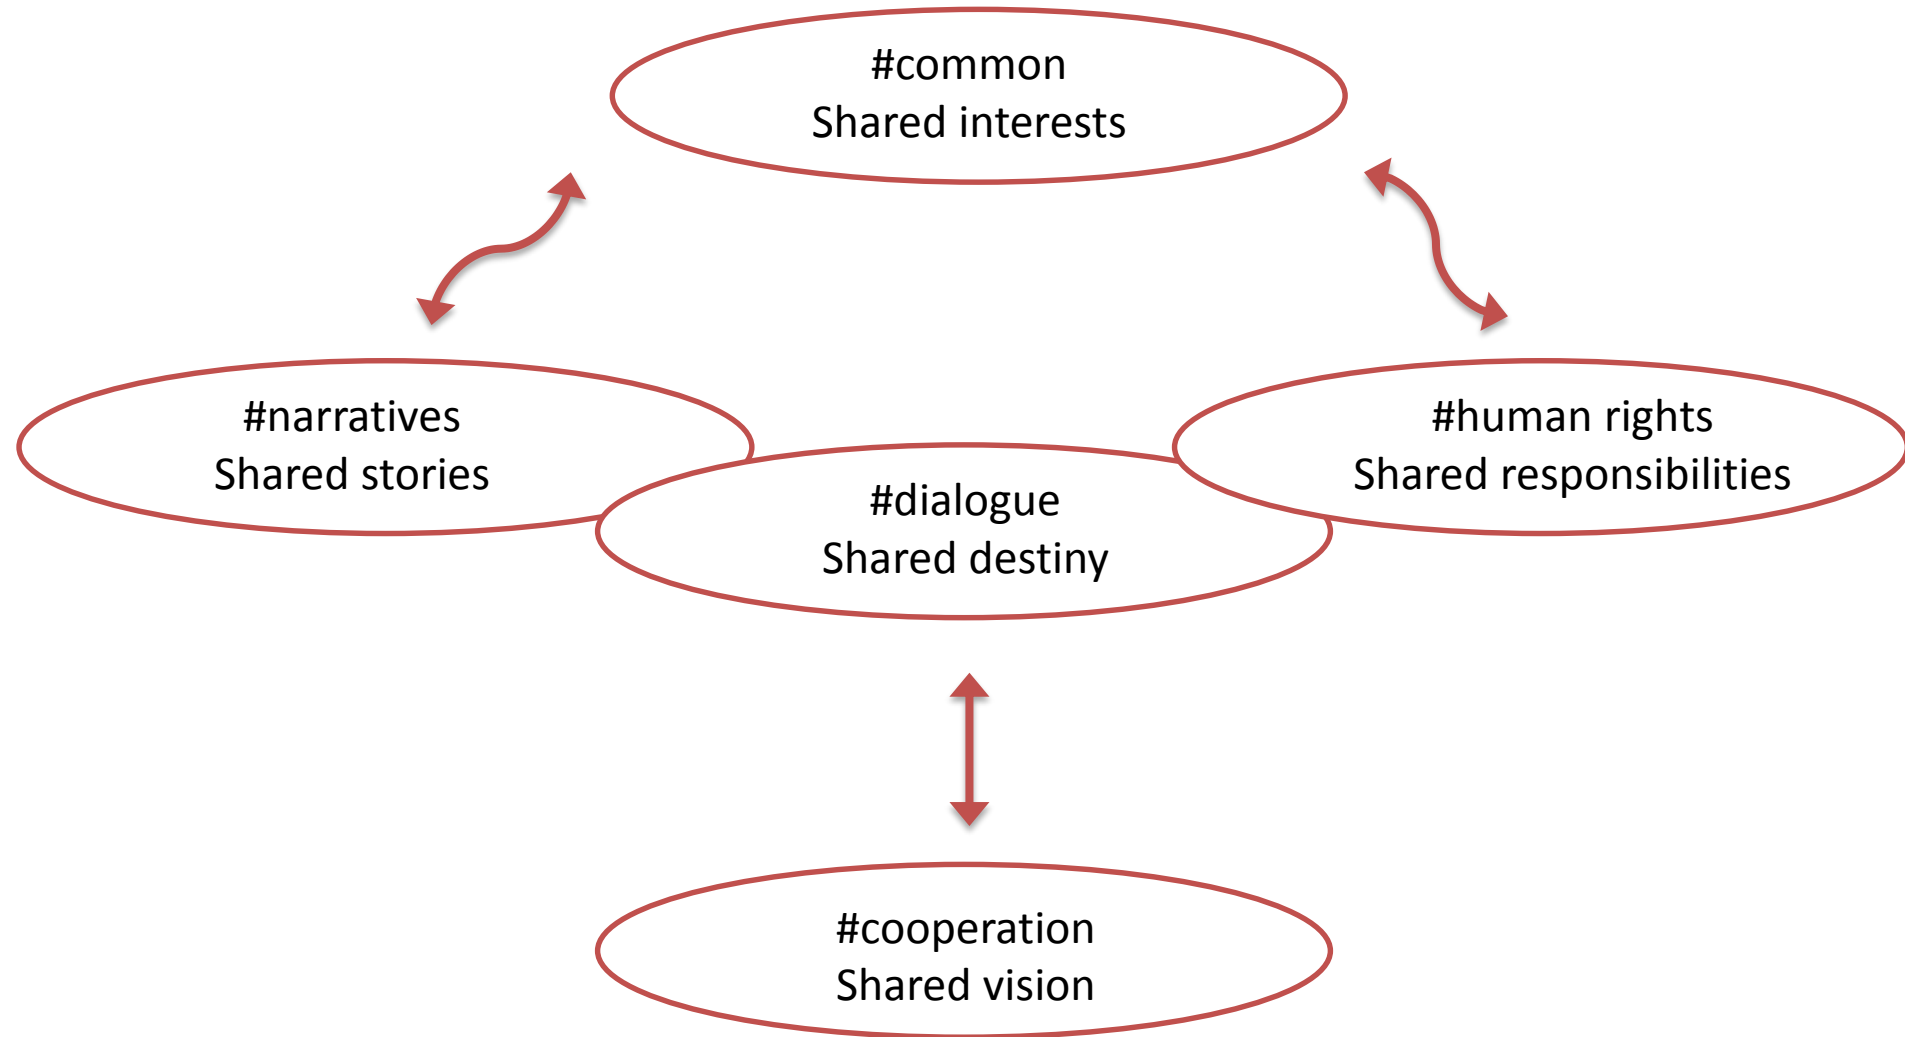 #common
Shared interests
#narratives
Shared stories
#human rights
Shared responsibilities
#dialogue
Shared destiny
#cooperation
Shared vision